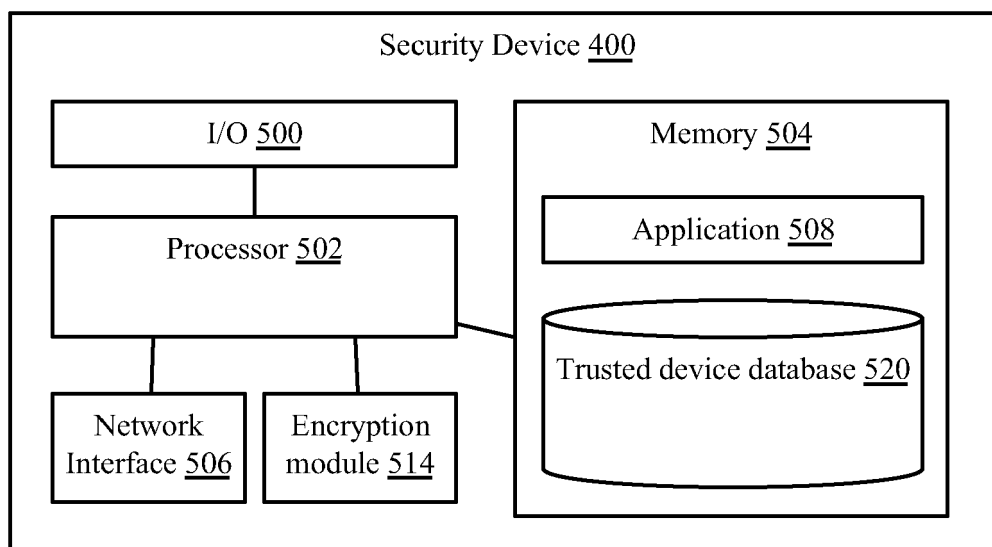 Security Device 400
I/O 500
Processor 502
Network
Interface 506
Encryption
module 514
Memory 504
Application 508
Trusted device database 520